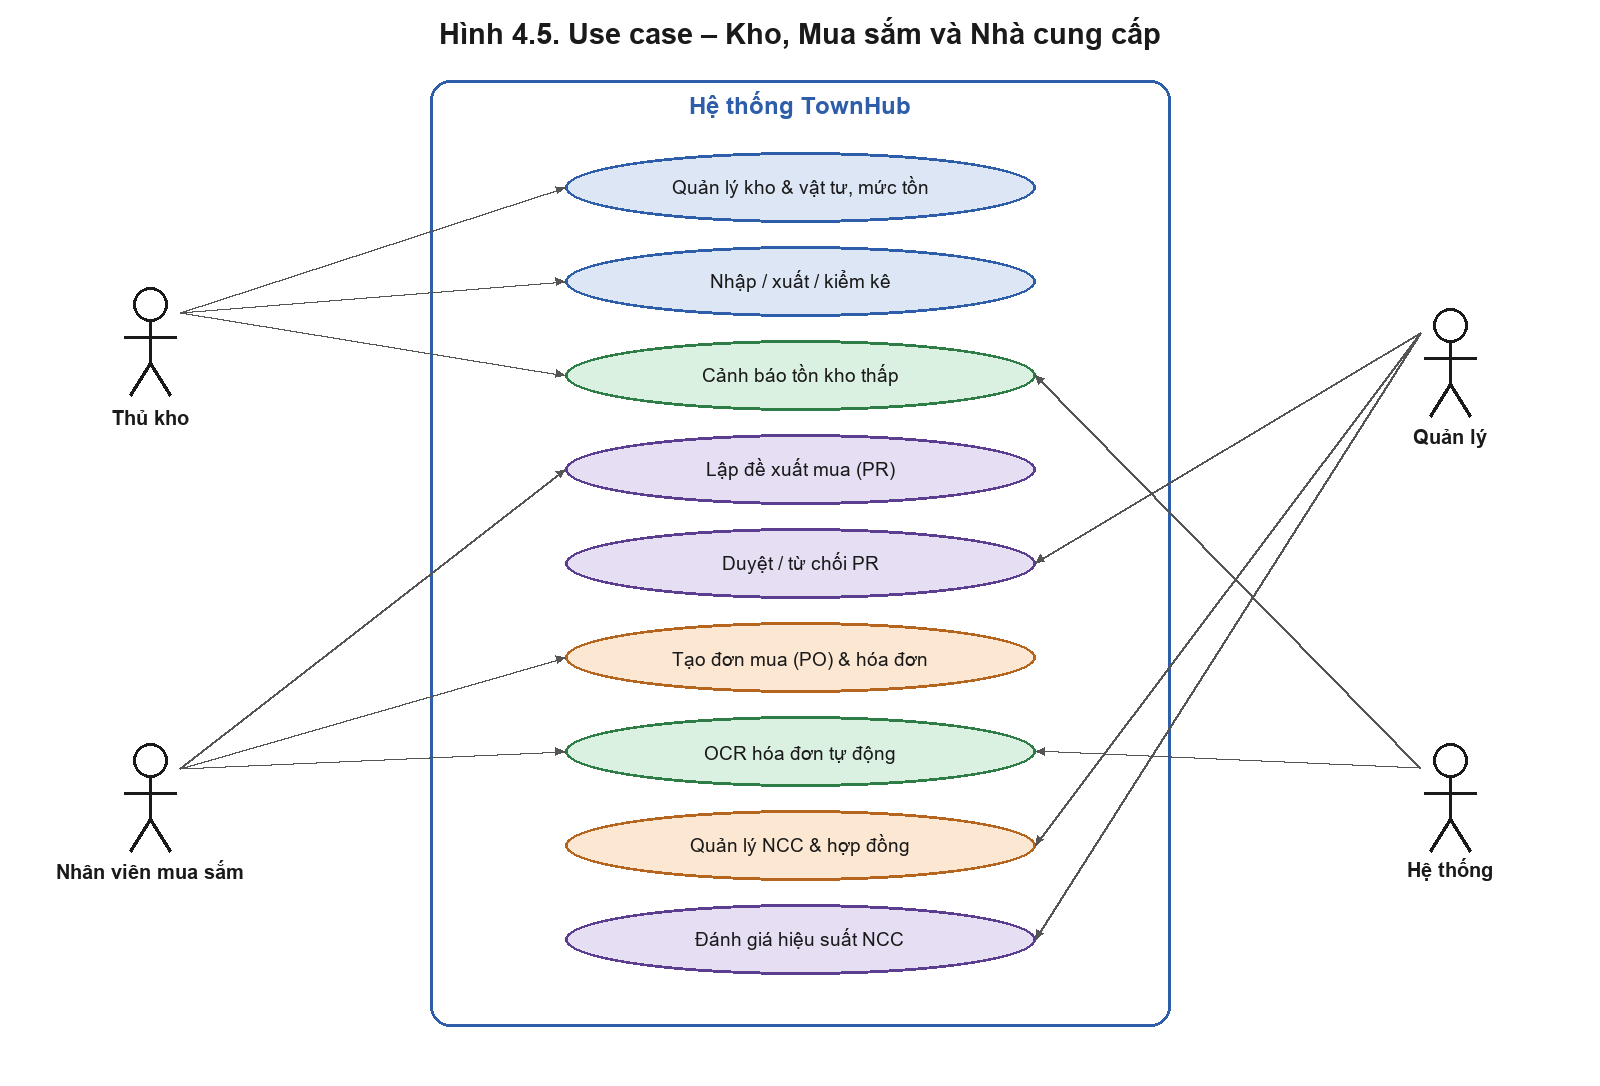 Hình 4.5. Use case – Kho, Mua sắm và Nhà cung cấp
Hệ thống TownHub
Quản lý kho & vật tư, mức tồn
Nhập / xuất / kiểm kê
Cảnh báo tồn kho thấp
Lập đề xuất mua (PR)
Duyệt / từ chối PR
Tạo đơn mua (PO) & hóa đơn
OCR hóa đơn tự động
Quản lý NCC & hợp đồng
Đánh giá hiệu suất NCC
Thủ kho
Nhân viên mua sắm
Quản lý
Hệ thống